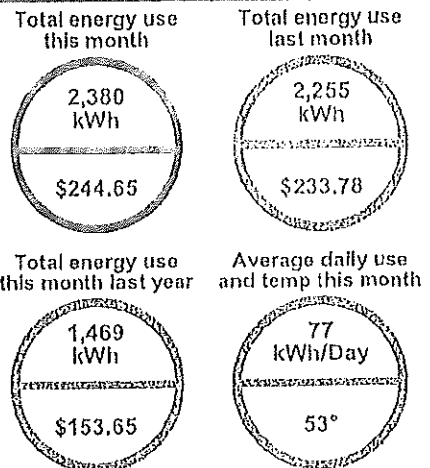 Total energy use
this month
2,380
kWh
$244.65
Total energy use
last month
2,255
kWh
$233.78
Total energy use
this month last year
1,469
kWh
$153.65
Average daily use
and temp this month
77
kWh/Day
53°